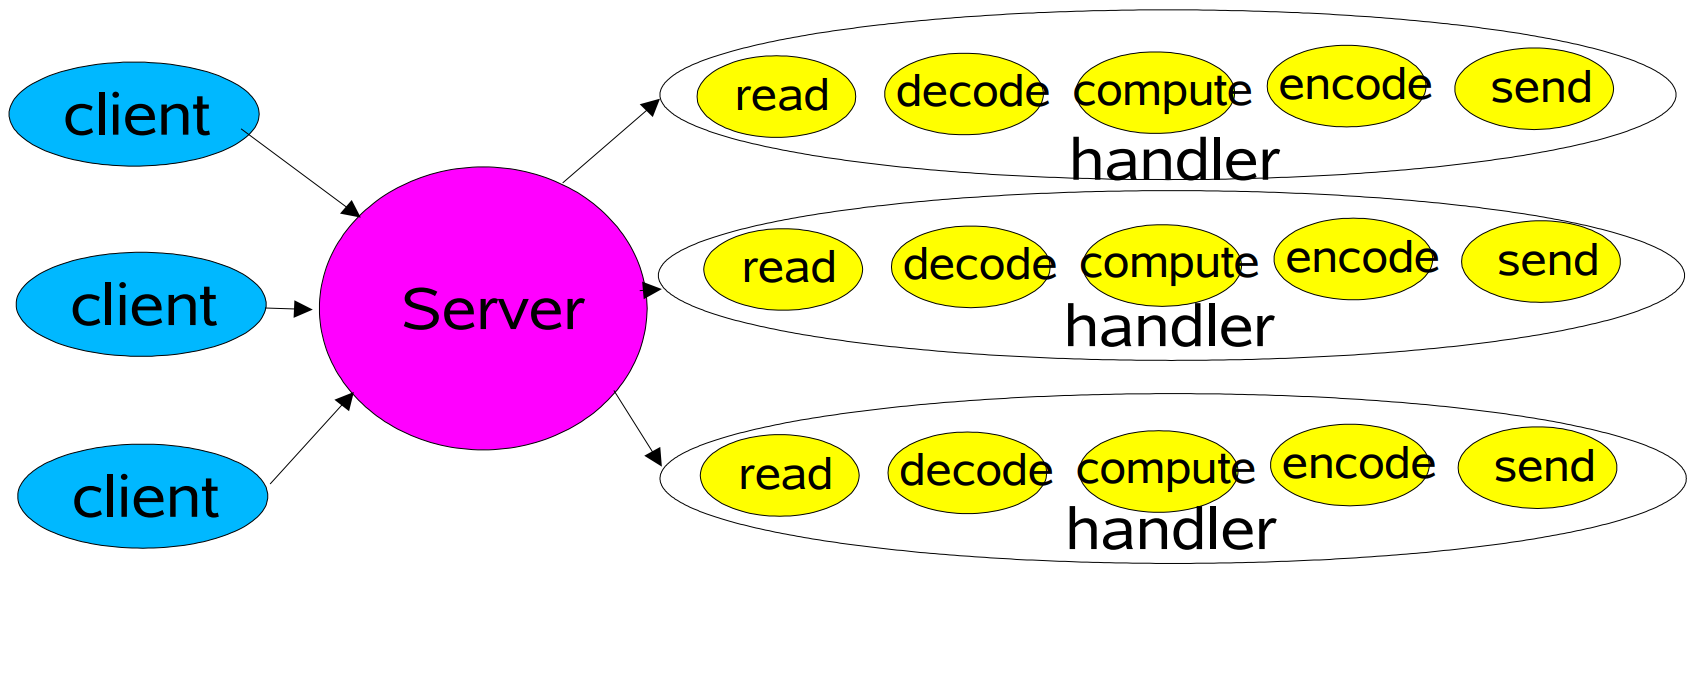 client
client
client
Server
read decode compute encode send
handler
read decode compute encode send
handler
read decode compute encode send
handler